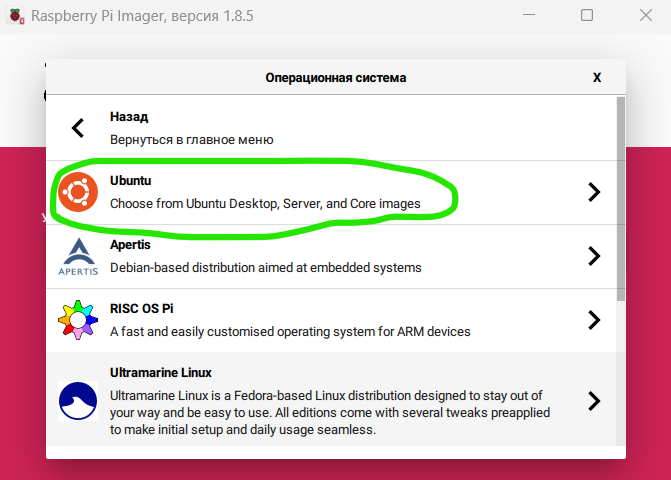 Raspberry Pi Imager, версия 1.8.5
Операционная система
X
Назад
Вернуться в главное меню
Ubuntu
Choose from Ubuntu Desktop, Server, and Core images
APERTIS
Apertis
Debian-based distribution aimed at embedded systems
RISC OS Pi
A fast and easily customised operating system for ARM devices
Ultramarine Linux
Ultramarine Linux is a Fedora-based Linux distribution designed to stay out of
your way and be easy to use. All editions come with several tweaks preapplied
to make initial setup and daily usage seamless.